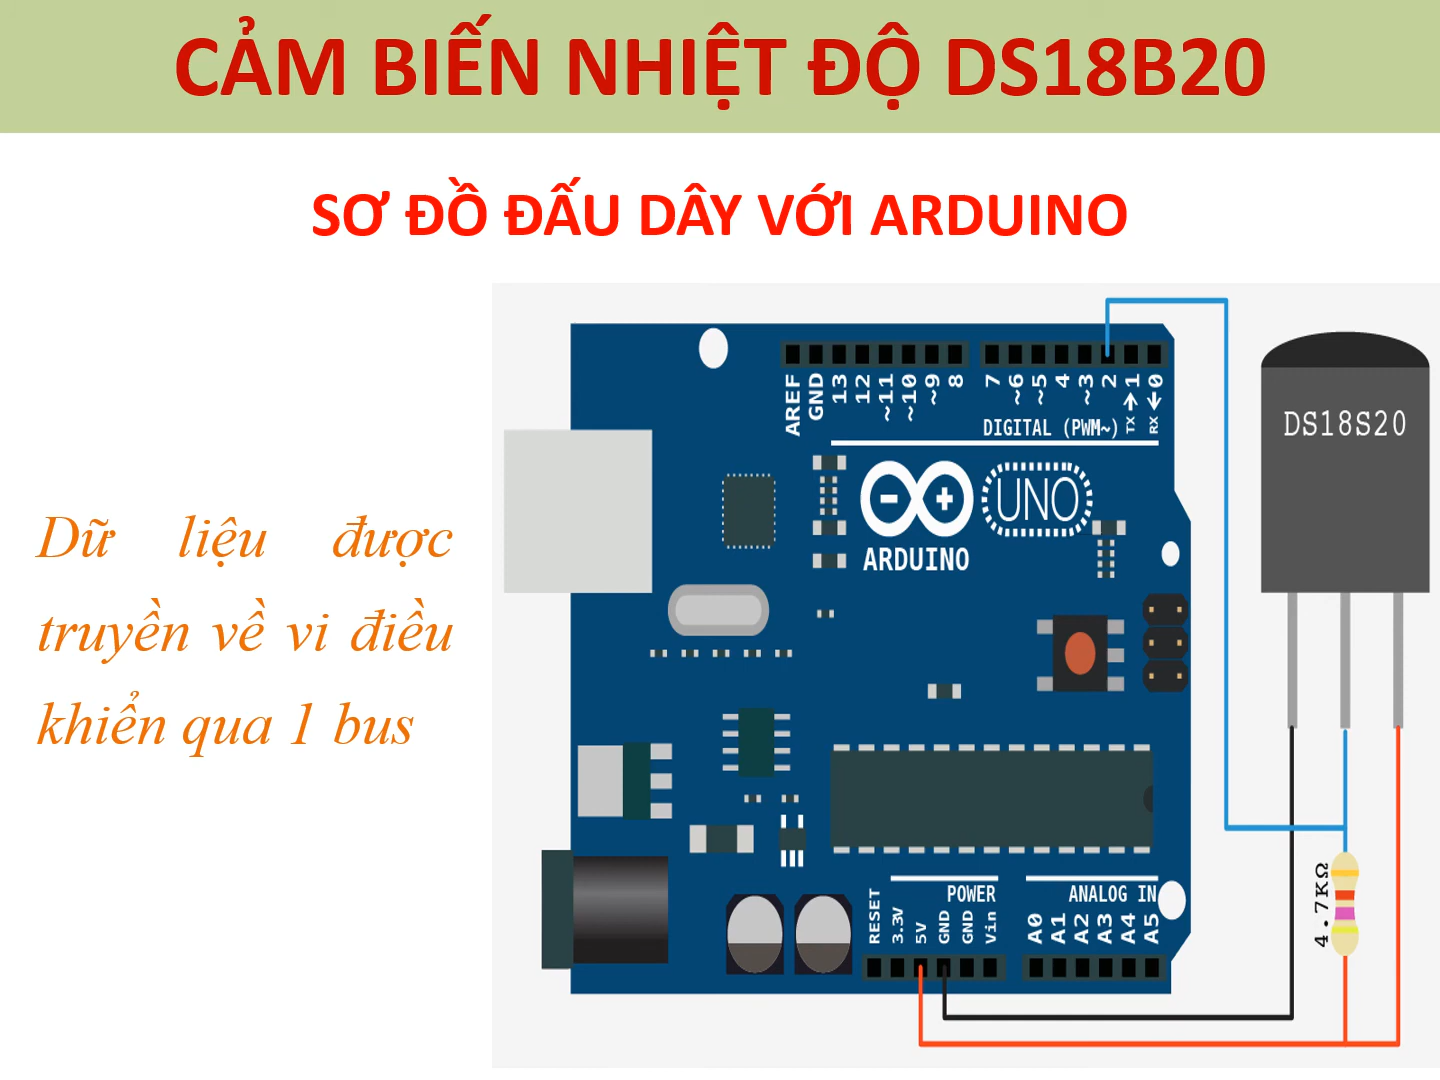 CẢM BIẾN NHIỆT ĐỘ DS18B20
SƠ ĐỒ ĐẤU DÂY VỚI ARDUINO
Dữ liệu được
truyền về vi điều
khiển qua 1 bus
AREF
GND
13
12
~11
~10
~9
8
7
~6
~5
4
~3
2
TX→1
RX←0
DIGITAL (PWM~)
UNO
ARDUINO
DS18S20
RESET
3.3V
5V
GND
GND
Vin
POWER
ANALOG IN
A0
A1
A2
A3
A4
A5
4.7KΩ